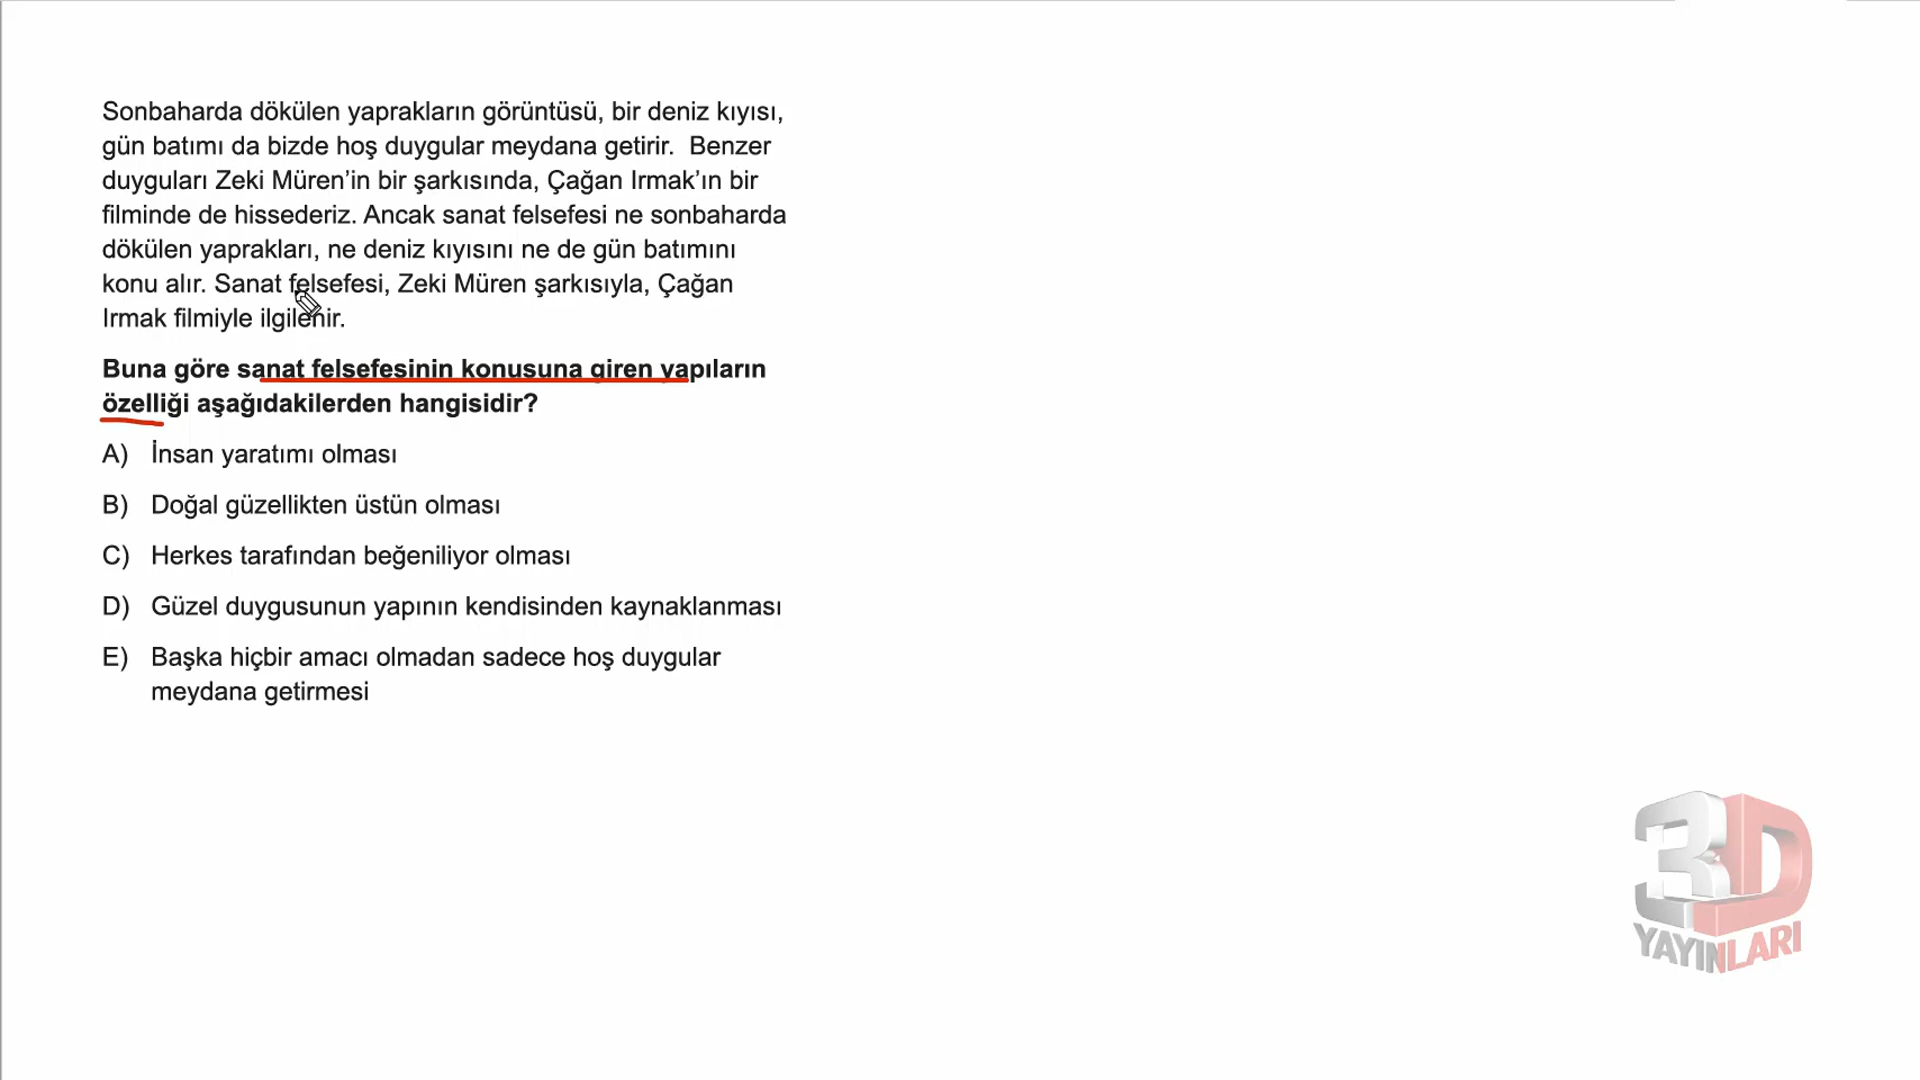 Sonbaharda dökülen yaprakların görüntüsü, bir deniz kıyısı,
gün batımı da bizde hoş duygular meydana getirir. Benzer
duyguları Zeki Müren’in bir şarkısında, Çağan Irmak’ın bir
filminde de hissederiz. Ancak sanat felsefesi ne sonbaharda
dökülen yaprakları, ne deniz kıyısını ne de gün batımını
konu alır. Sanat felsefesi, Zeki Müren şarkısıyla, Çağan
Irmak filmiyle ilgilenir.
Buna göre sanat felsefesinin konusuna giren yapıların
özelliği aşağıdakilerden hangisidir?
A) İnsan yaratımı olması
B) Doğal güzellikten üstün olması
C) Herkes tarafından beğeniliyor olması
D) Güzel duygusunun yapının kendisinden kaynaklanması
E) Başka hiçbir amacı olmadan sadece hoş duygular
meydana getirmesi
3D
YAYINLARI